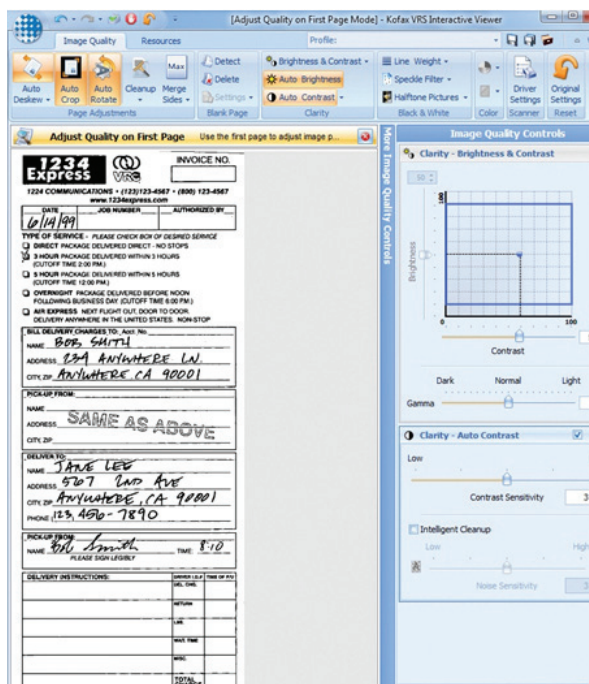 [Adjust Quality on First Page Mode] - Kofax VRS Interactive Viewer
Image Quality Resources Profile:
Auto Deskew Auto Crop Auto Rotate Cleanup Merge Sides
Max
Page Adjustments
Detect
Delete
Settings
Blank Page
Brightness & Contrast
Auto Brightness
Auto Contrast
Clarity
Line Weight
Speckle Filter
Halftone Pictures
Black & White
Color
Driver Settings
Scanner
Original Settings
Reset
Adjust Quality on First Page Use the first page to adjust image p...
1234 Express
VRS
INVOICE NO.
1224 COMMUNICATIONS • (123)123-4567 • (800) 123-4567
www.1234express.com
DATE JOB NUMBER AUTHORIZED BY
6/14/99
TYPE OF SERVICE - PLEASE CHECK BOX OF DESIRED SERVICE
DIRECT PACKAGE DELIVERED DIRECT - NO STOPS
3 HOUR PACKAGE DELIVERED WITHIN 3 HOURS
(CUTOFF TIME 2:00 PM.)
5 HOUR PACKAGE DELIVERED WITHIN 5 HOURS
(CUTOFF TIME 12:00 PM.)
OVERNIGHT PACKAGE DELIVERED BEFORE NOON
FOLLOWING BUSINESS DAY. (CUTOFF TIME 6:00 PM.)
AIR EXPRESS NEXT FLIGHT OUT, DOOR TO DOOR.
DELIVERY ANYWHERE IN THE UNITED STATES. NON-STOP
BILL DELIVERY CHARGES TO: Acct. No.
NAME BOB SMITH
ADDRESS 234 ANYWHERE LN.
CITY, ZIP ANYWHERE, CA 90001
PICK-UP FROM:
NAME
ADDRESS SAME AS ABOVE
CITY, ZIP
DELIVER TO:
NAME JANE LEE
ADDRESS 567 2ND AVE
CITY, ZIP ANYWHERE, CA 90001
PHONE (123) 456-7890
PICK-UP FROM:
NAME Bob Smith TIME: 8:10
PLEASE SIGN LEGIBLY
DELIVERY INSTRUCTIONS: DRIVER I.D.# TIME OF P/U
DEL. CHG.
RETURN
LBS.
WAIT. TIME
MISC.
TOTAL
More Image Quality Controls
Image Quality Controls
Clarity - Brightness & Contrast
50
100
Brightness
0 100
Contrast
Dark Normal Light
Gamma
Clarity - Auto Contrast
Low
Contrast Sensitivity 3
Intelligent Cleanup
Low High
Noise Sensitivity 3